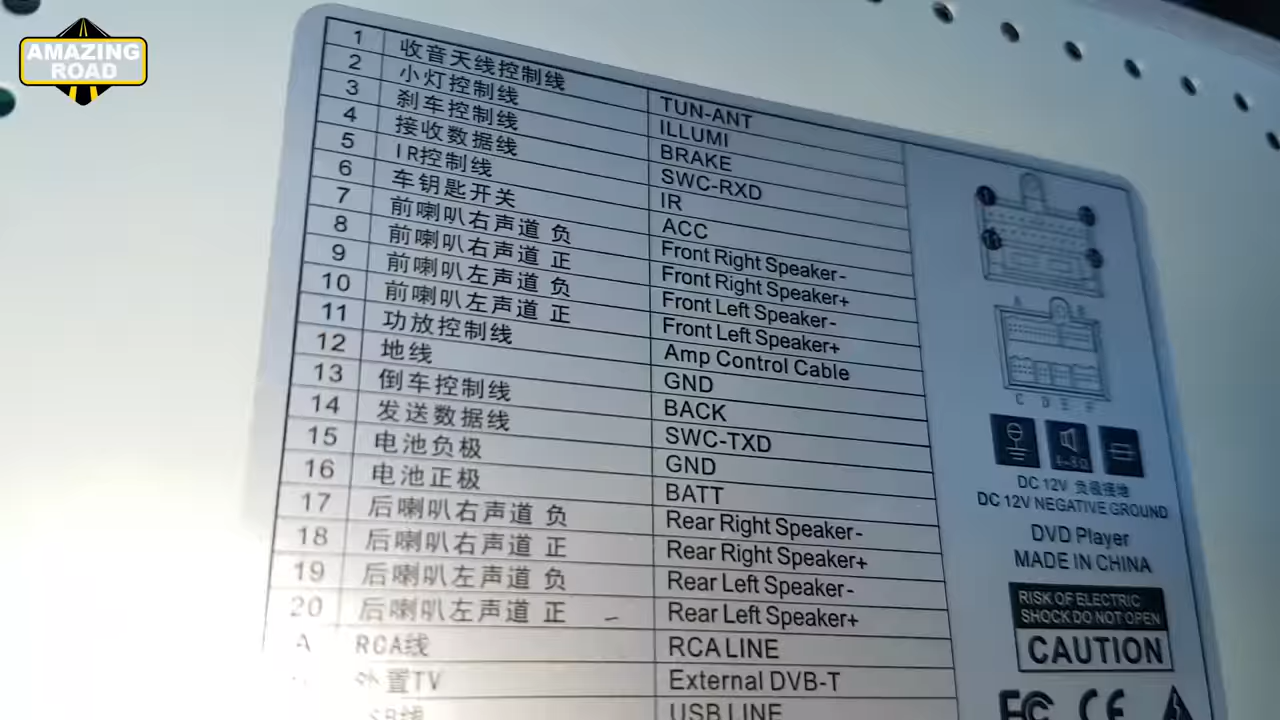 AMAZING
ROAD
1 收音天线控制线 TUN-ANT
2 小灯控制线 ILLUMI
3 刹车控制线 BRAKE
4 接收数据线 SWC-RXD
5 IR控制线 IR
6 车钥匙开关 ACC
7 前喇叭右声道 负 Front Right Speaker-
8 前喇叭右声道 正 Front Right Speaker+
9 前喇叭左声道 负 Front Left Speaker-
10 前喇叭左声道 正 Front Left Speaker+
11 功放控制线 Amp Control Cable
12 地线 GND
13 倒车控制线 BACK
14 发送数据线 SWC-TXD
15 电池负极 GND
16 电池正极 BATT
17 后喇叭右声道 负 Rear Right Speaker-
18 后喇叭右声道 正 Rear Right Speaker+
19 后喇叭左声道 负 Rear Left Speaker-
20 后喇叭左声道 正 Rear Left Speaker+
A RCA线 RCA LINE
外置TV External DVB-T
USB LINE
C D E F
4-8Ω
DC 12V 负极接地
DC 12V NEGATIVE GROUND
DVD Player
MADE IN CHINA
RISK OF ELECTRIC
SHOCK DO NOT OPEN
CAUTION
FC CE